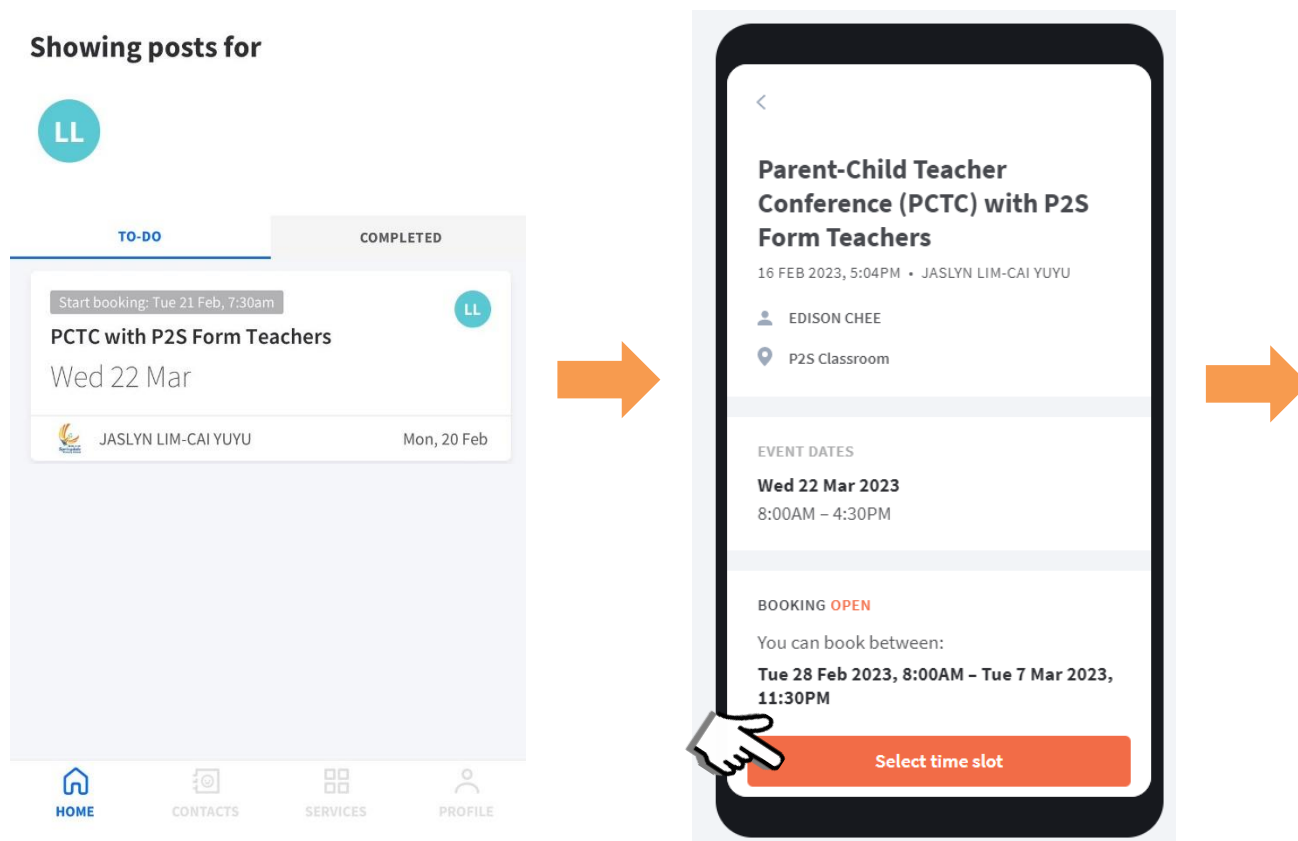 Showing posts for
LL
TO-DO
COMPLETED
Start booking: Tue 21 Feb, 7:30am
LL
PCTC with P2S Form Teachers
Wed 22 Mar
JASLYN LIM-CAI YUYU
Mon, 20 Feb
HOME
CONTACTS
SERVICES
PROFILE
Parent-Child Teacher
Conference (PCTC) with P2S
Form Teachers
16 FEB 2023, 5:04PM • JASLYN LIM-CAI YUYU
EDISON CHEE
P2S Classroom
EVENT DATES
Wed 22 Mar 2023
8:00AM – 4:30PM
BOOKING OPEN
You can book between:
Tue 28 Feb 2023, 8:00AM – Tue 7 Mar 2023,
11:30PM
Select time slot